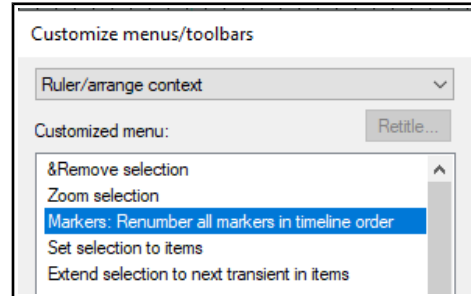 Customize menus/toolbars
Ruler/arrange context
Customized menu:
Retitle...
&Remove selection
Zoom selection
Markers: Renumber all markers in timeline order
Set selection to items
Extend selection to next transient in items